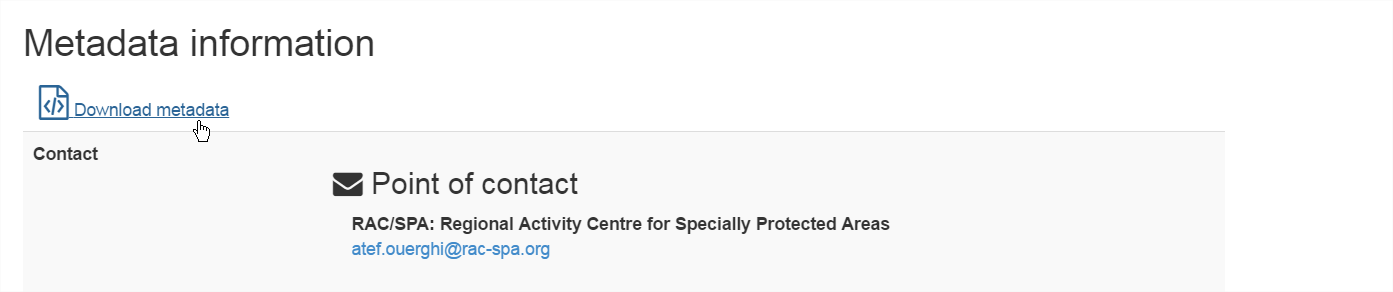 Metadata information
Download metadata
Contact
Point of contact
RAC/SPA: Regional Activity Centre for Specially Protected Areas
atef.ouerghi@rac-spa.org